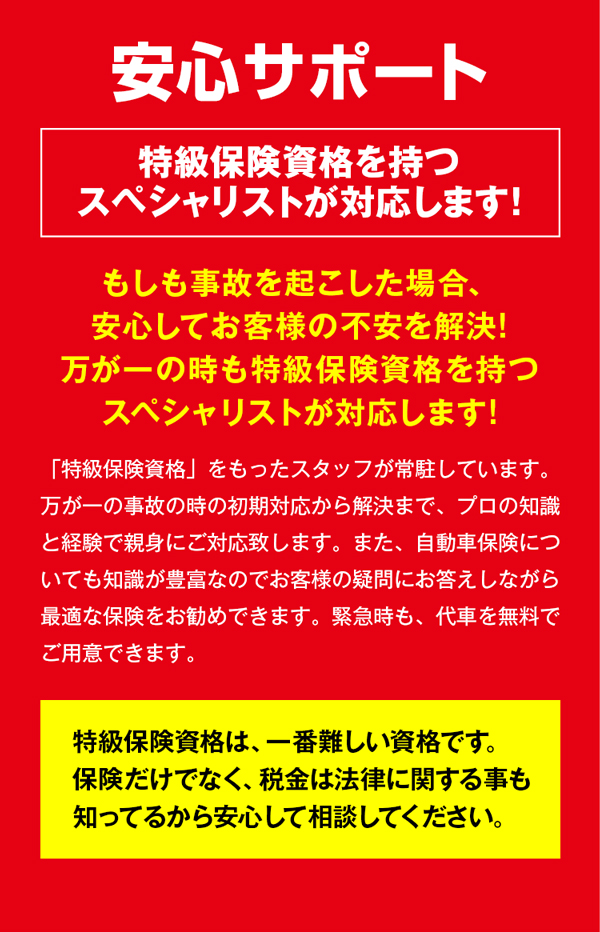 安心サポート
特級保険資格を持つ
スペシャリストが対応します!
もしも事故を起こした場合、
安心してお客様の不安を解決!
万が一の時も特級保険資格を持つ
スペシャリストが対応します!
「特級保険資格」をもったスタッフが常駐しています。
万が一の事故の時の初期対応から解決まで、プロの知識
と経験で親身にご対応致します。また、自動車保険につ
いても知識が豊富なのでお客様の疑問にお答えしながら
最適な保険をお勧めできます。緊急時も、代車を無料で
ご用意できます。
特級保険資格は、一番難しい資格です。
保険だけでなく、税金は法律に関する事も
知ってるから安心して相談してください。